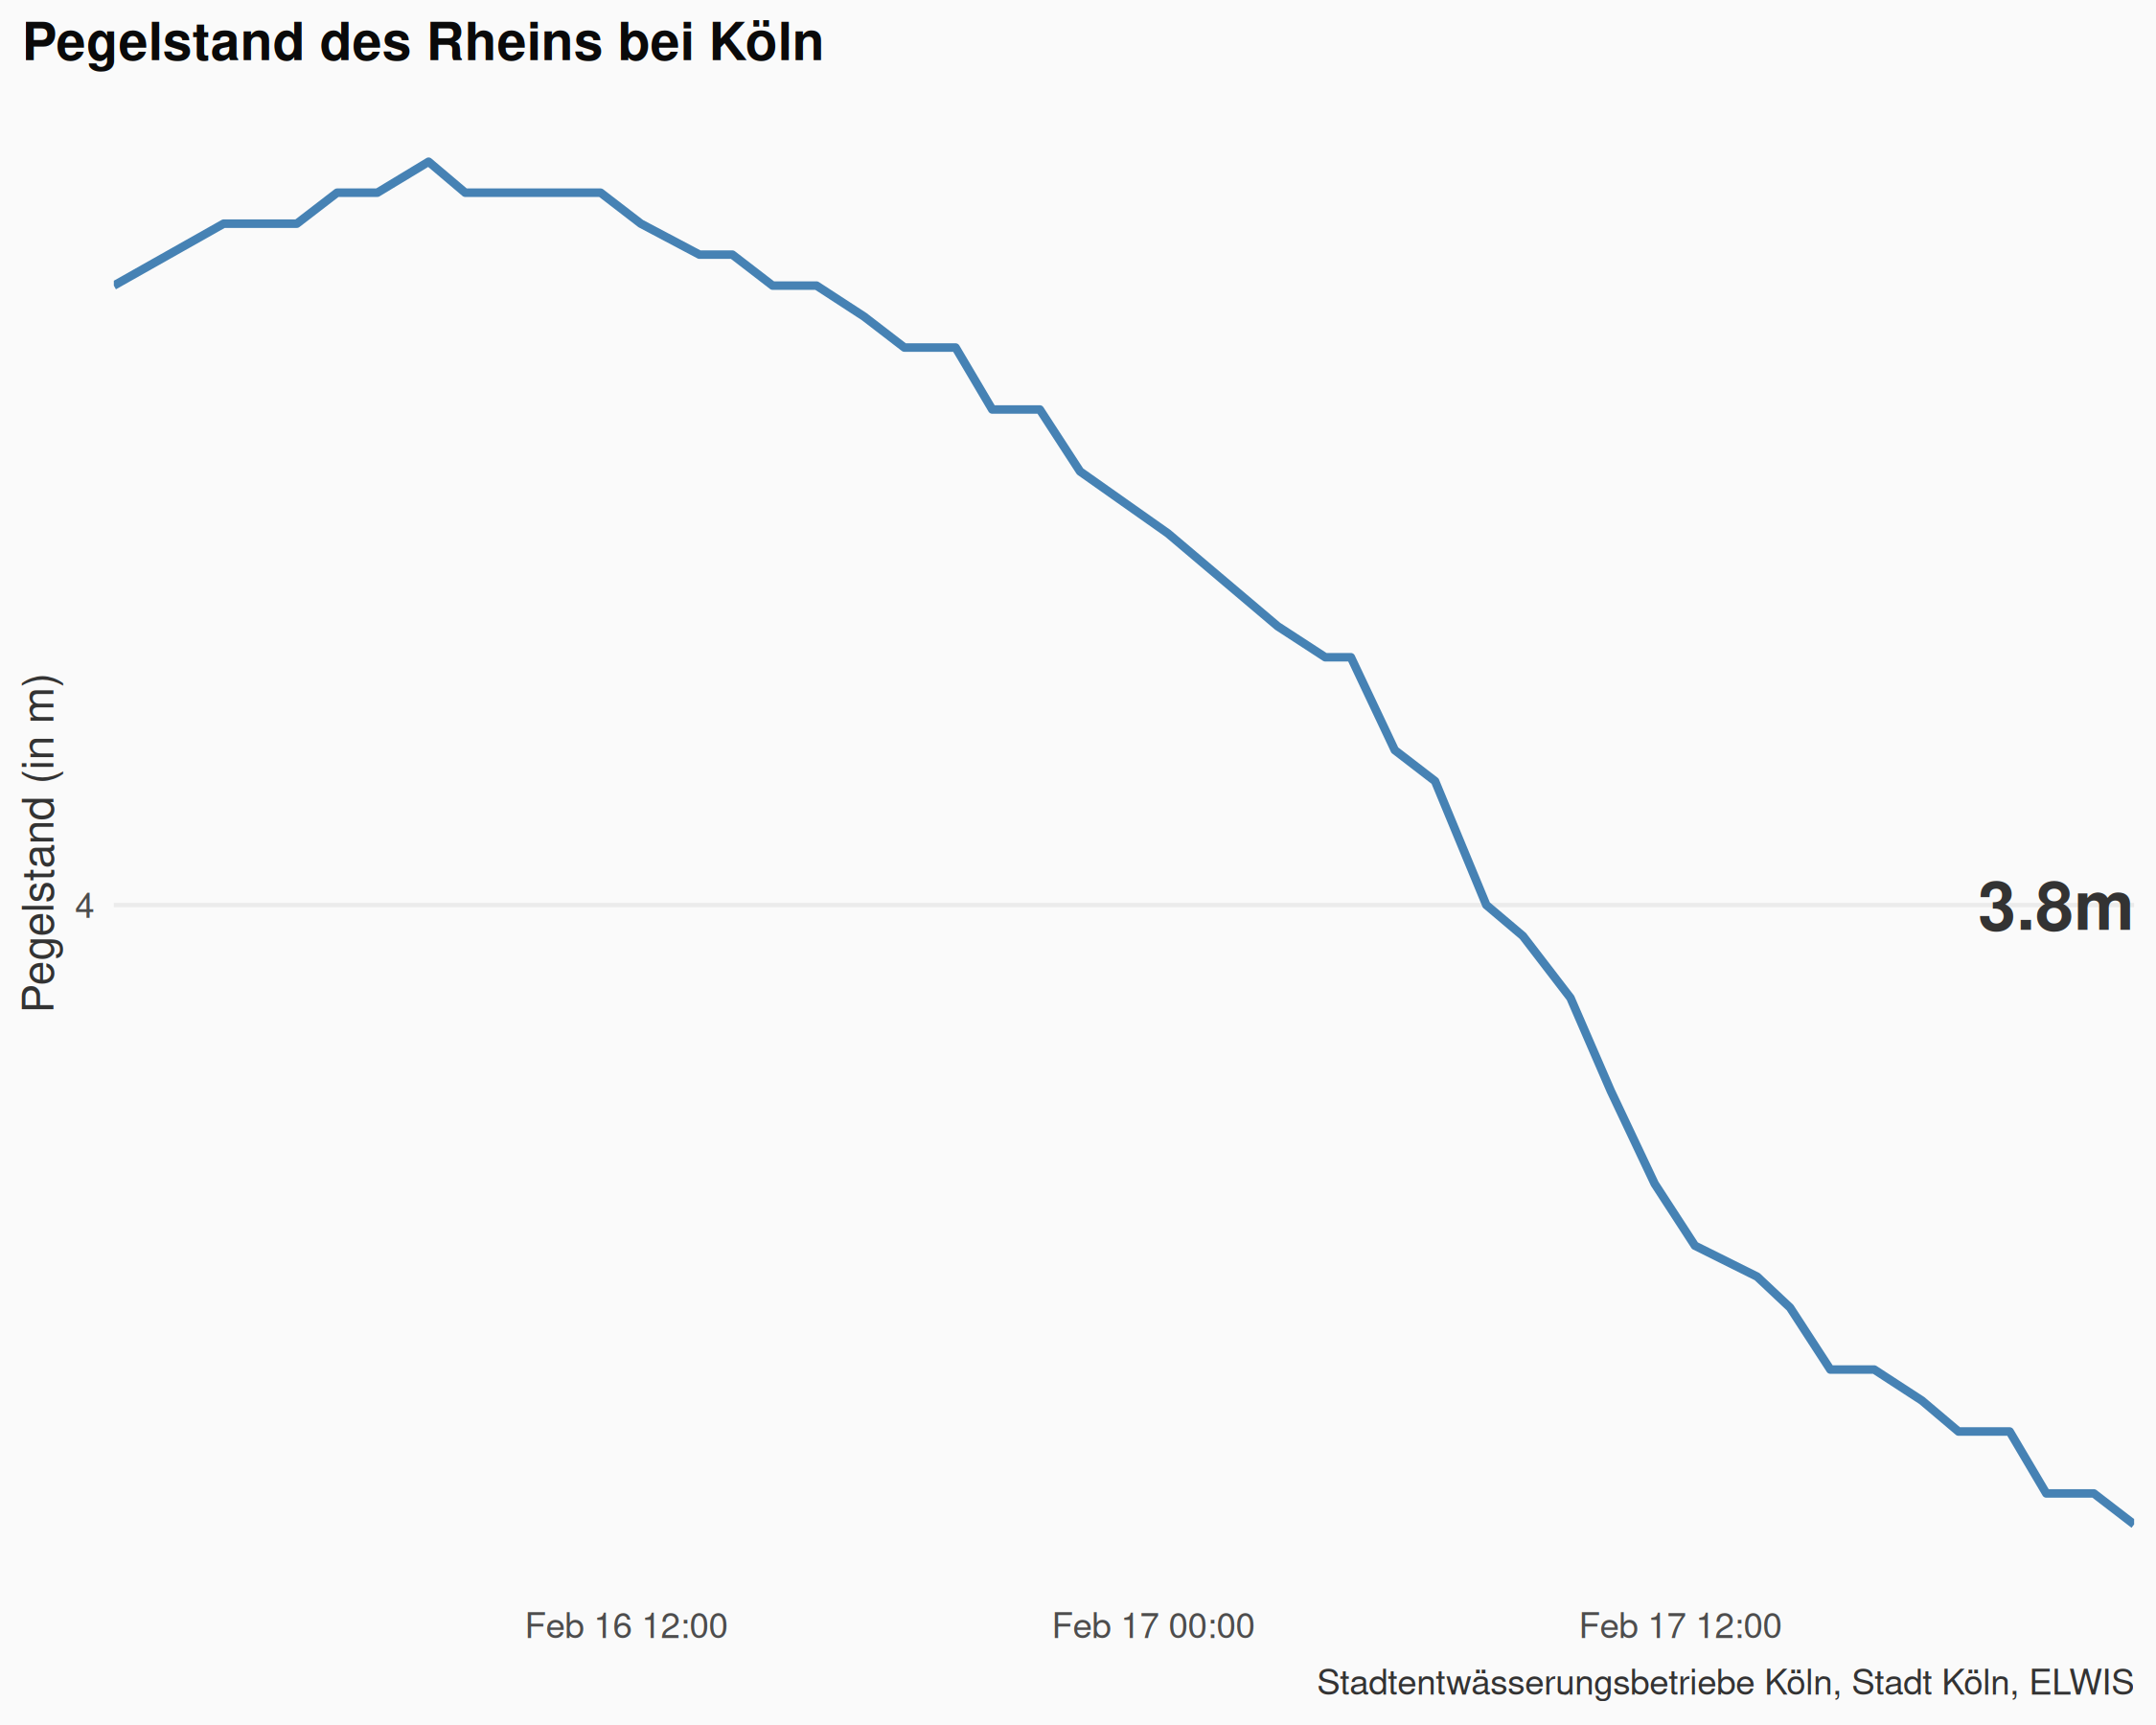 Pegelstand des Rheins bei Köln
Pegelstand (in m)
4
3.8m
Feb 16 12:00
Feb 17 00:00
Feb 17 12:00
Stadtentwässerungsbetriebe Köln, Stadt Köln, ELWIS